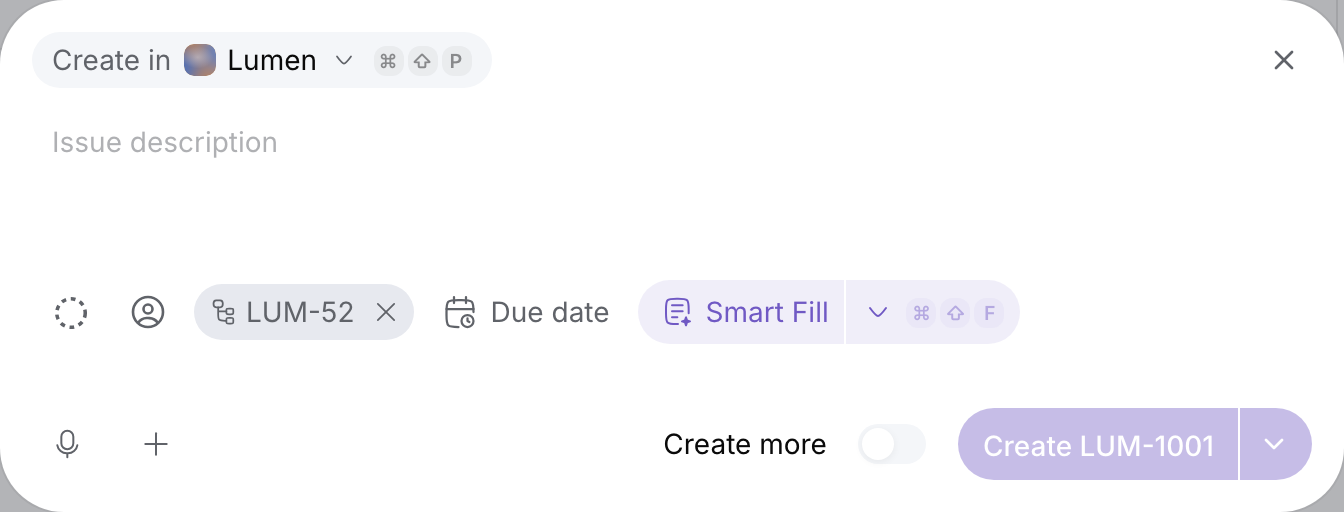 Create in Lumen ⌘ ⇧ P
Issue description
LUM-52 Due date Smart Fill ⌘ ⇧ F
Create more Create LUM-1001